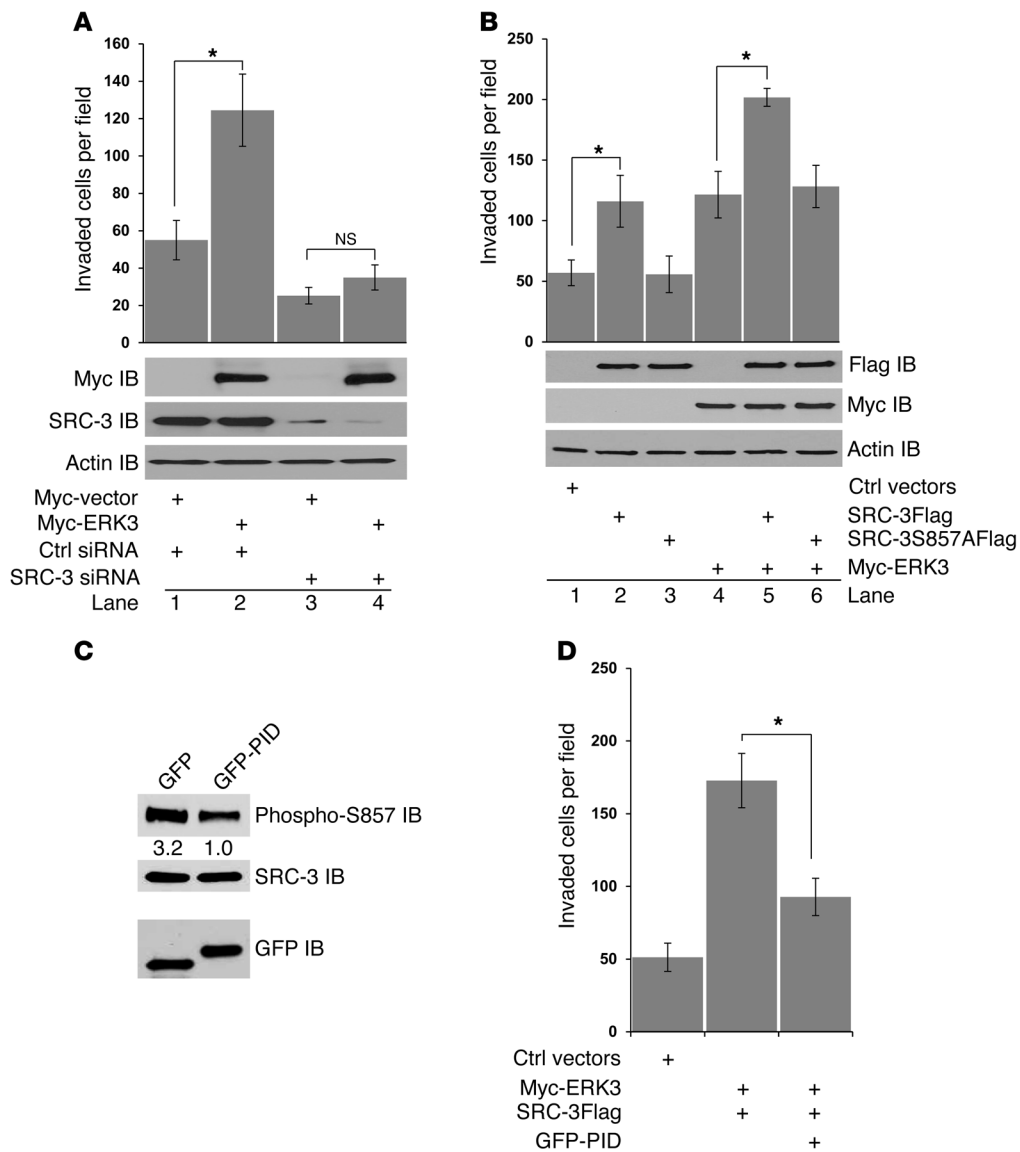 A
160
140
120
100
80
60
40
20
0
Invaded cells per field
*
NS
Myc IB
SRC-3 IB
Actin IB
Myc-vector + +
Myc-ERK3 + +
Ctrl siRNA + +
SRC-3 siRNA + +
Lane 1 2 3 4
B
250
200
150
100
50
0
Invaded cells per field
*
*
Flag IB
Myc IB
Actin IB
+ Ctrl vectors
+ + SRC-3Flag
+ + SRC-3S857AFlag
+ + + Myc-ERK3
1 2 3 4 5 6 Lane
C
GFP GFP-PID
Phospho-S857 IB
3.2 1.0
SRC-3 IB
GFP IB
D
250
200
150
100
50
0
Invaded cells per field
*
Ctrl vectors +
Myc-ERK3 + +
SRC-3Flag + +
GFP-PID +